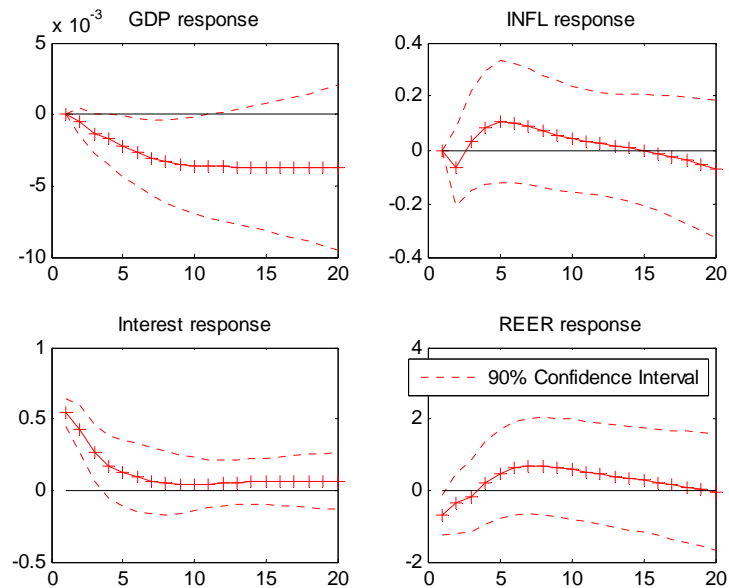 x 10-3
GDP response
5
0
-5
-10
0 5 10 15 20
INFL response
0.4
0.2
0
-0.2
-0.4
0 5 10 15 20
Interest response
1
0.5
0
-0.5
0 5 10 15 20
REER response
4
2
0
-2
0 5 10 15 20
90% Confidence Interval